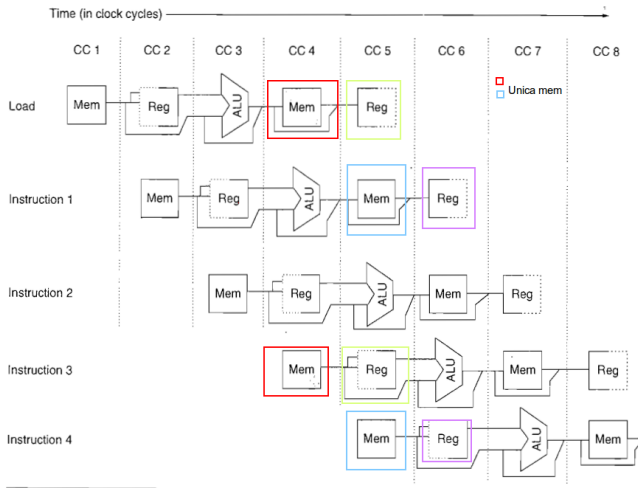 Time (in clock cycles)
CC 1 CC 2 CC 3 CC 4 CC 5 CC 6 CC 7 CC 8
Unica mem
Load Mem Reg ALU Mem Reg
Instruction 1 Mem Reg ALU Mem Reg
Instruction 2 Mem Reg ALU Mem Reg
Instruction 3 Mem Reg ALU Mem Reg
Instruction 4 Mem Reg ALU Mem